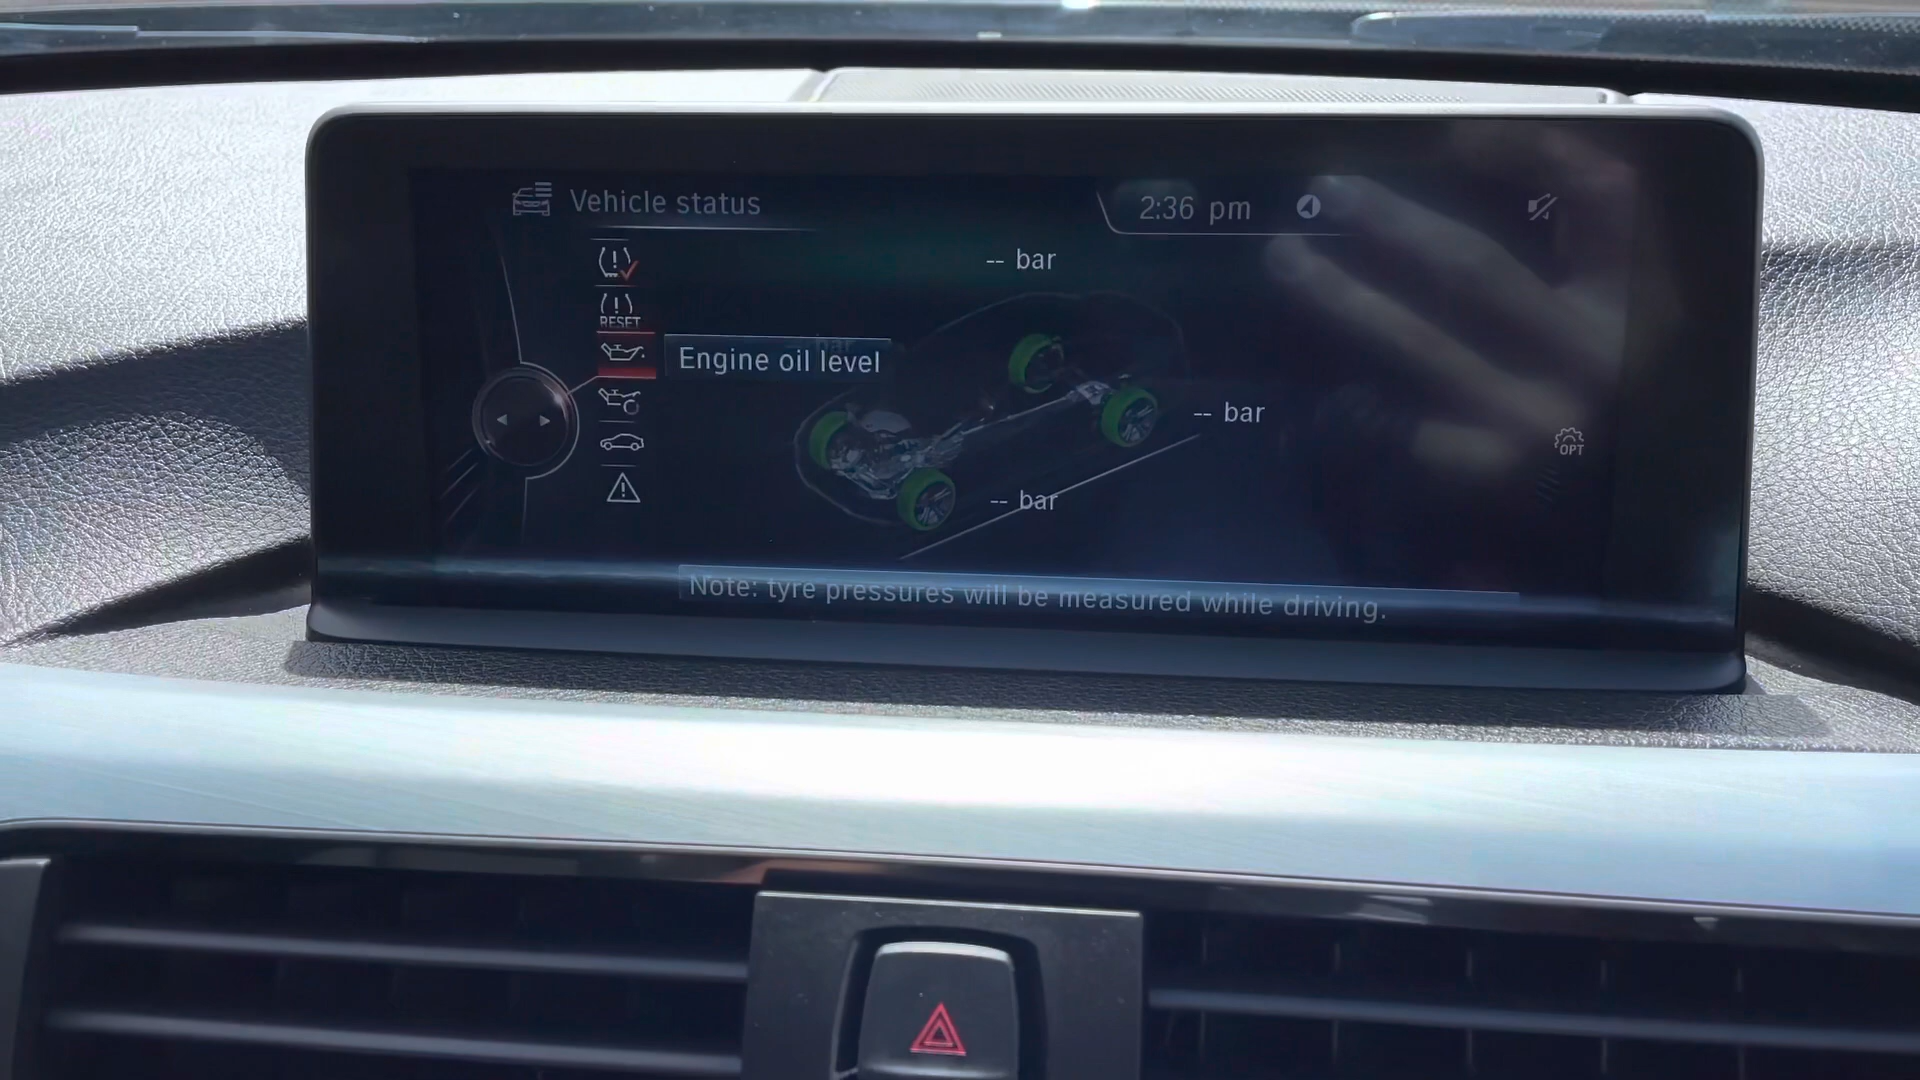 Vehicle status
2:36 pm
-- bar
RESET
-- bar
Engine oil level
-- bar
OPT
-- bar
Note: tyre pressures will be measured while driving.